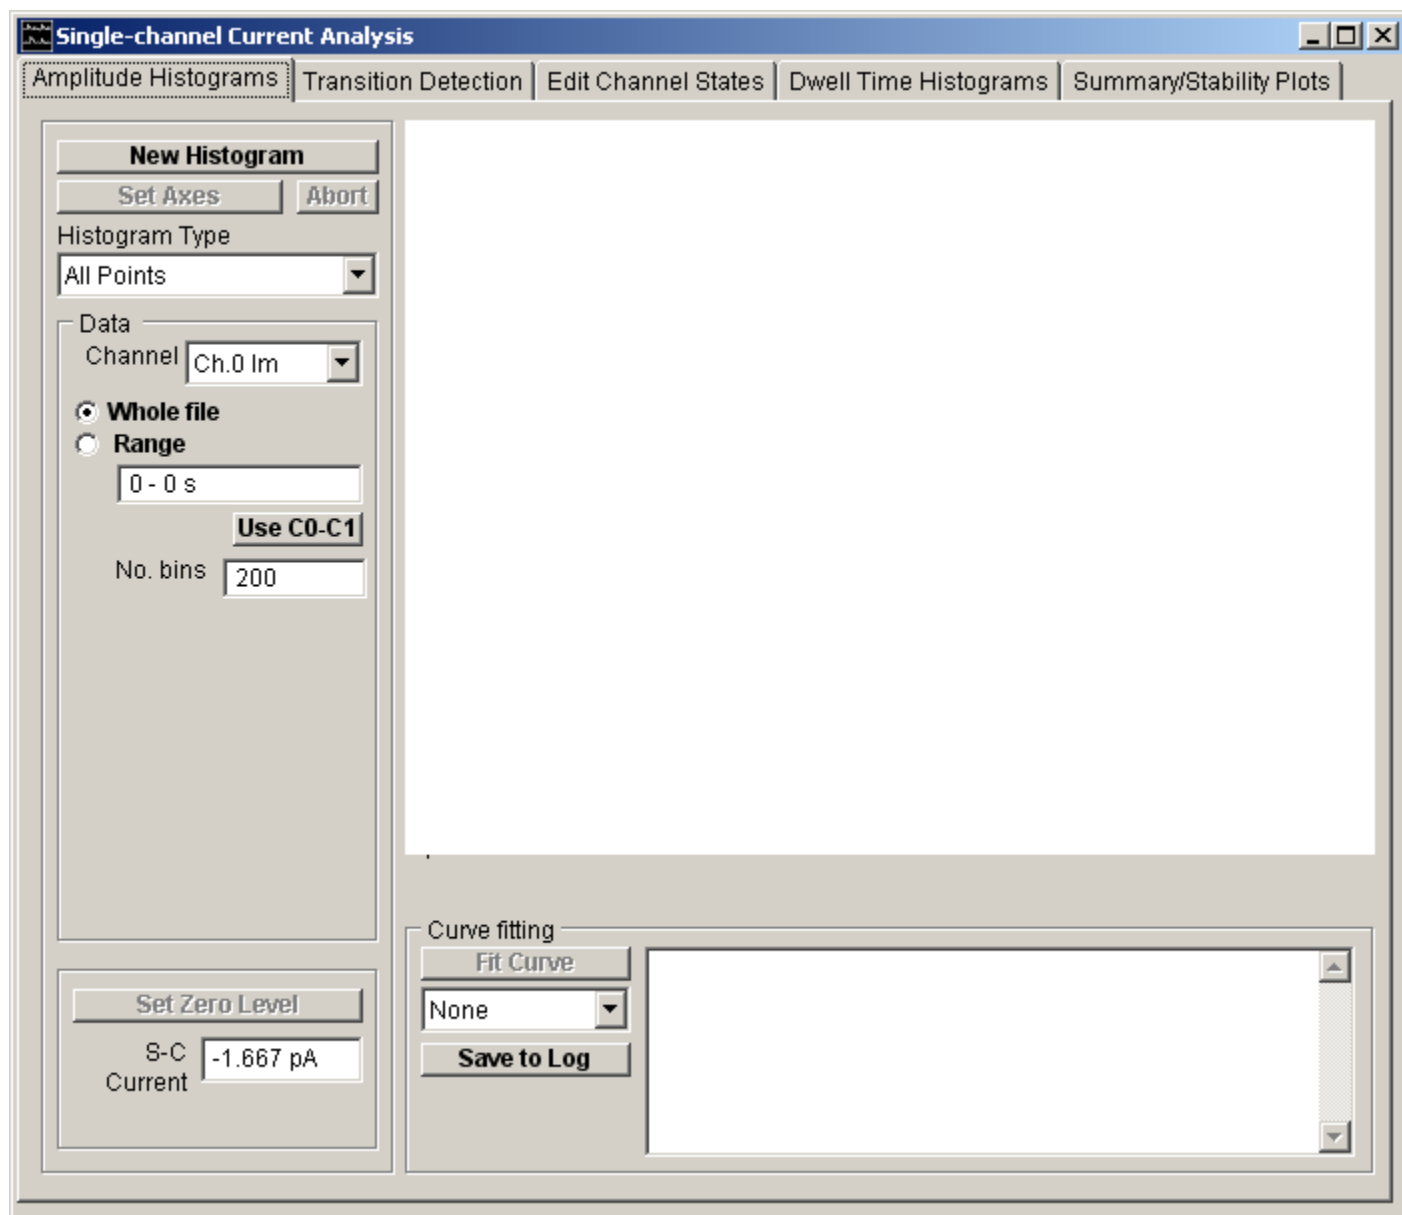 Single-channel Current Analysis
Amplitude Histograms Transition Detection Edit Channel States Dwell Time Histograms Summary/Stability Plots
New Histogram
Set Axes Abort
Histogram Type
All Points
Data
Channel Ch.0 Im
Whole file
Range
0 - 0 s
Use C0-C1
No. bins 200
Set Zero Level
S-C Current -1.667 pA
Curve fitting
Fit Curve
None
Save to Log